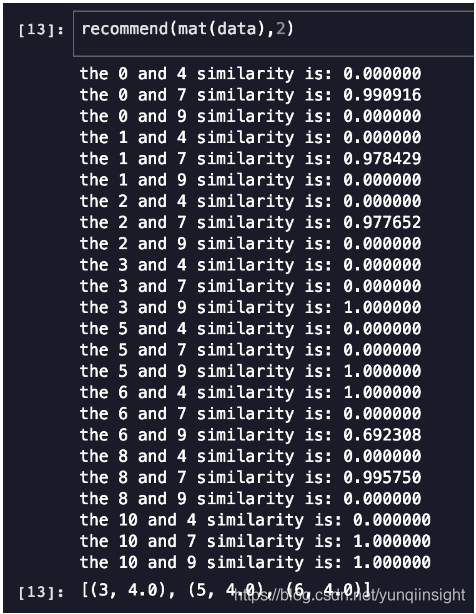 [13]: recommend(mat(data),2)
the 0 and 4 similarity is: 0.000000
the 0 and 7 similarity is: 0.990916
the 0 and 9 similarity is: 0.000000
the 1 and 4 similarity is: 0.000000
the 1 and 7 similarity is: 0.978429
the 1 and 9 similarity is: 0.000000
the 2 and 4 similarity is: 0.000000
the 2 and 7 similarity is: 0.977652
the 2 and 9 similarity is: 0.000000
the 3 and 4 similarity is: 0.000000
the 3 and 7 similarity is: 0.000000
the 3 and 9 similarity is: 1.000000
the 5 and 4 similarity is: 0.000000
the 5 and 7 similarity is: 0.000000
the 5 and 9 similarity is: 1.000000
the 6 and 4 similarity is: 1.000000
the 6 and 7 similarity is: 0.000000
the 6 and 9 similarity is: 0.692308
the 8 and 4 similarity is: 0.000000
the 8 and 7 similarity is: 0.995750
the 8 and 9 similarity is: 0.000000
the 10 and 4 similarity is: 0.000000
the 10 and 7 similarity is: 1.000000
the 10 and 9 similarity is: 1.000000
[13]: [(3, 4.0), (5, 4.0), (6, 4.0)]
https://blog.csdn.net/yunqiinsight